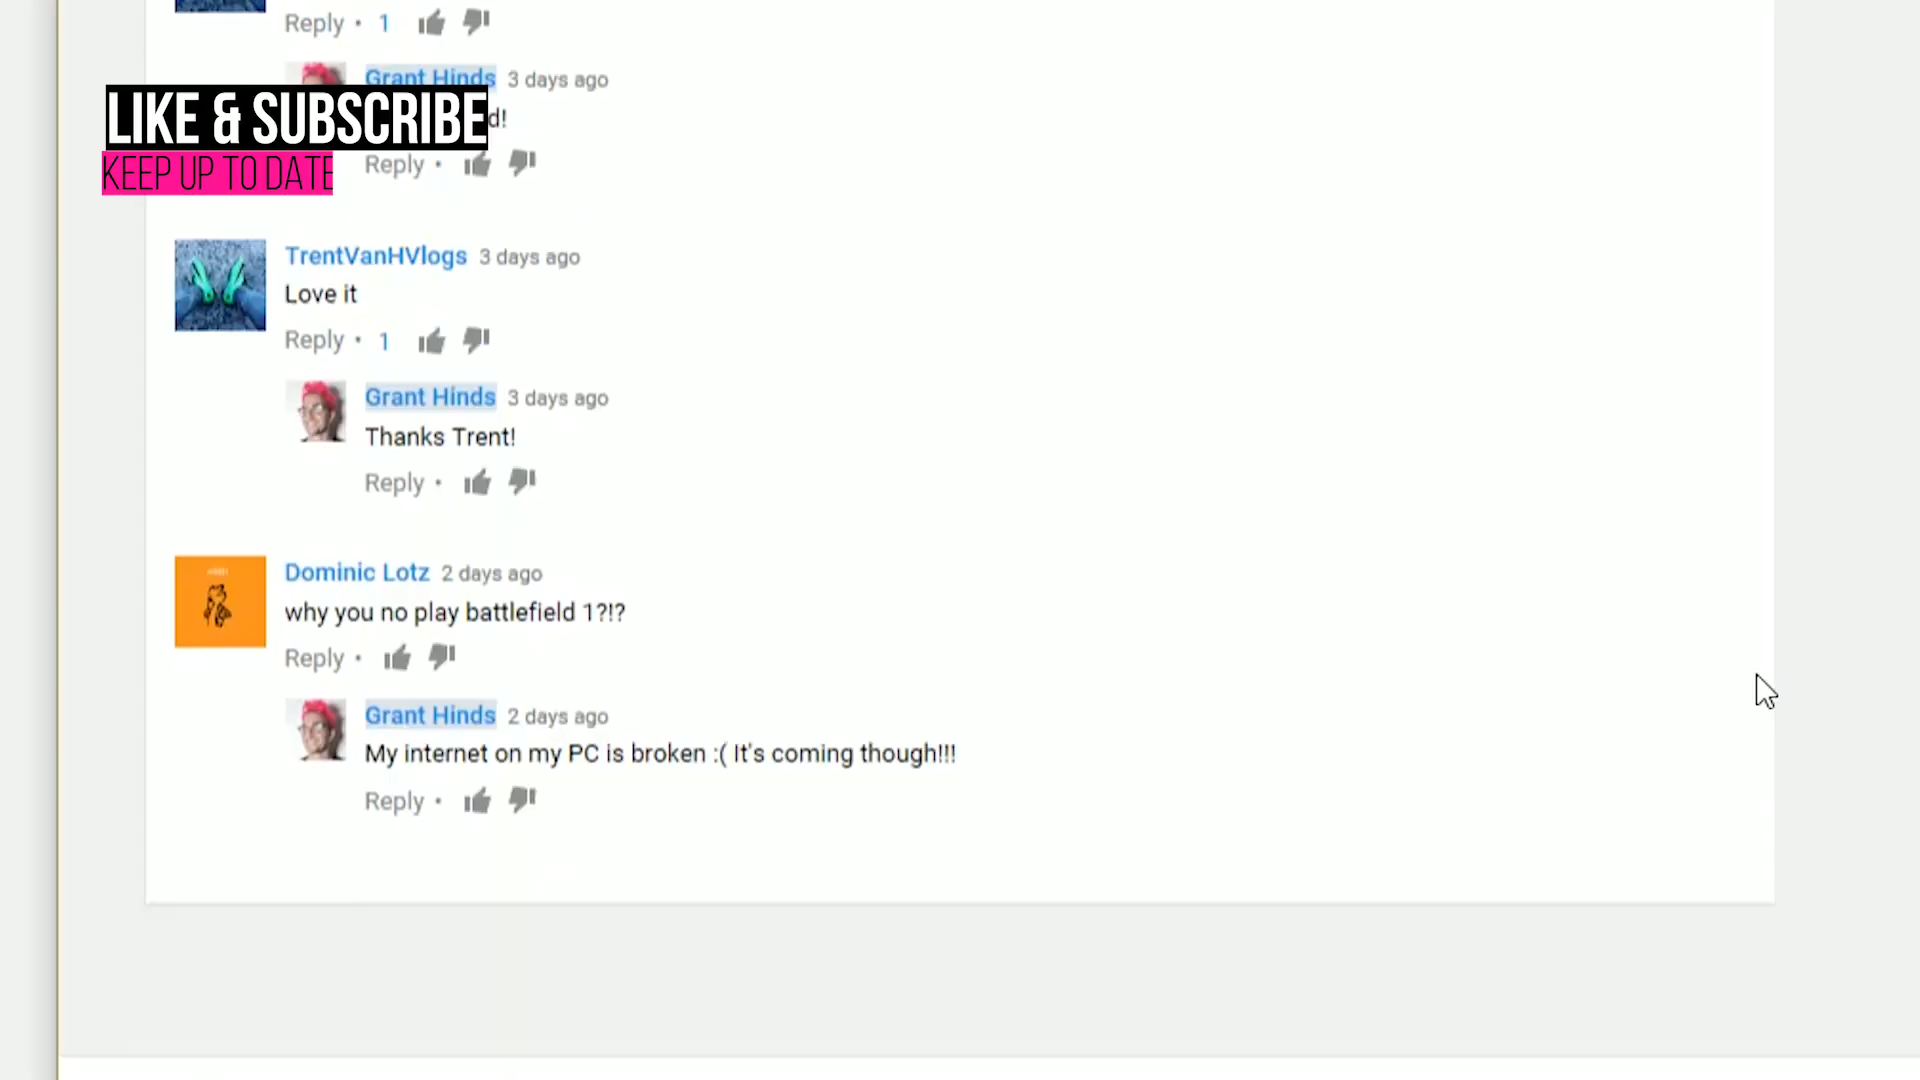 Reply • 1
Grant Hinds 3 days ago
LIKE & SUBSCRIBE
d!
KEEP UP TO DATE
Reply •
TrentVanHVlogs 3 days ago
Love it
Reply • 1
Grant Hinds 3 days ago
Thanks Trent!
Reply •
Dominic Lotz 2 days ago
why you no play battlefield 1?!?
Reply •
Grant Hinds 2 days ago
My internet on my PC is broken :( It's coming though!!!
Reply •